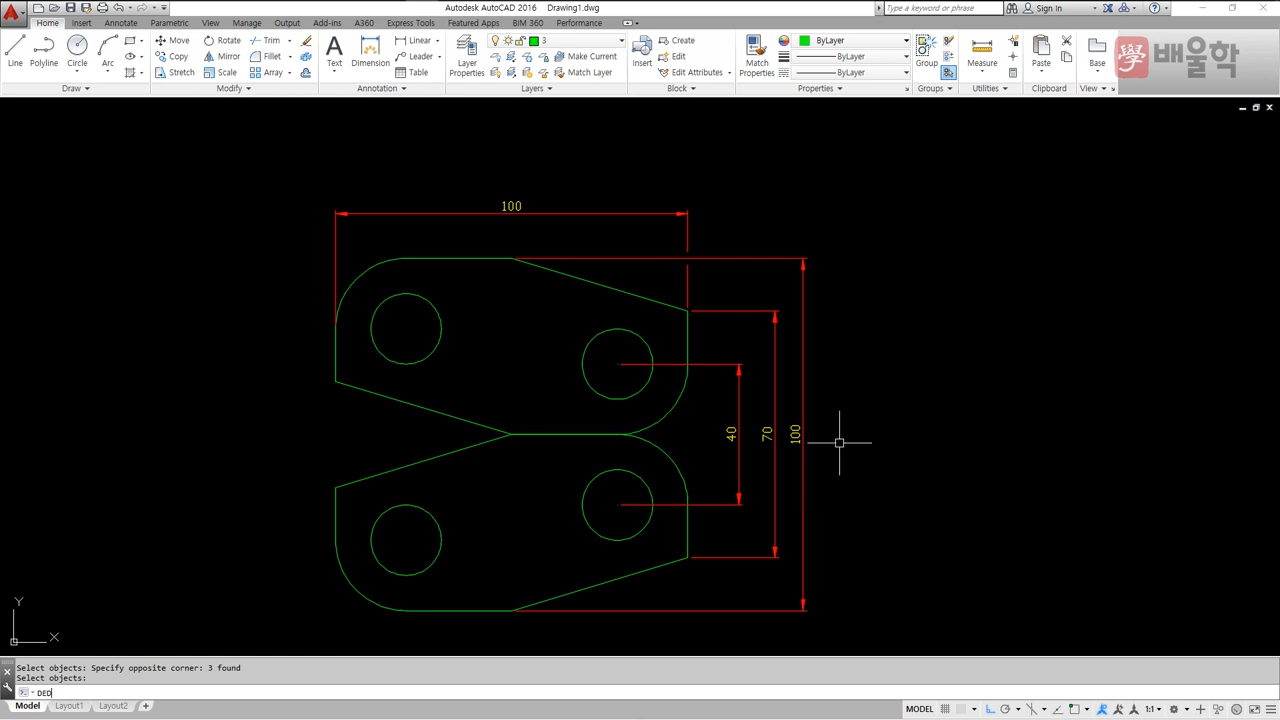 Autodesk AutoCAD 2016 Drawing1.dwg
Type a keyword or phrase
Sign In
Home Insert Annotate Parametric View Manage Output Add-ins A360 Express Tools Featured Apps BIM 360 Performance
Line Polyline Circle Arc
Move Rotate Trim
Copy Mirror Fillet
Stretch Scale Array
Text Dimension
Linear
Leader
Table
Layer
Properties
3
Make Current
Match Layer
Insert
Create
Edit
Edit Attributes
Match
Properties
ByLayer
ByLayer
ByLayer
Group Measure Paste Base
學 배울학
Draw Modify Annotation Layers Block Properties Groups Utilities Clipboard View
100
40
70
100
Y
X
Select objects: Specify opposite corner: 3 found
Select objects:
DED
Model Layout1 Layout2
MODEL
1:1